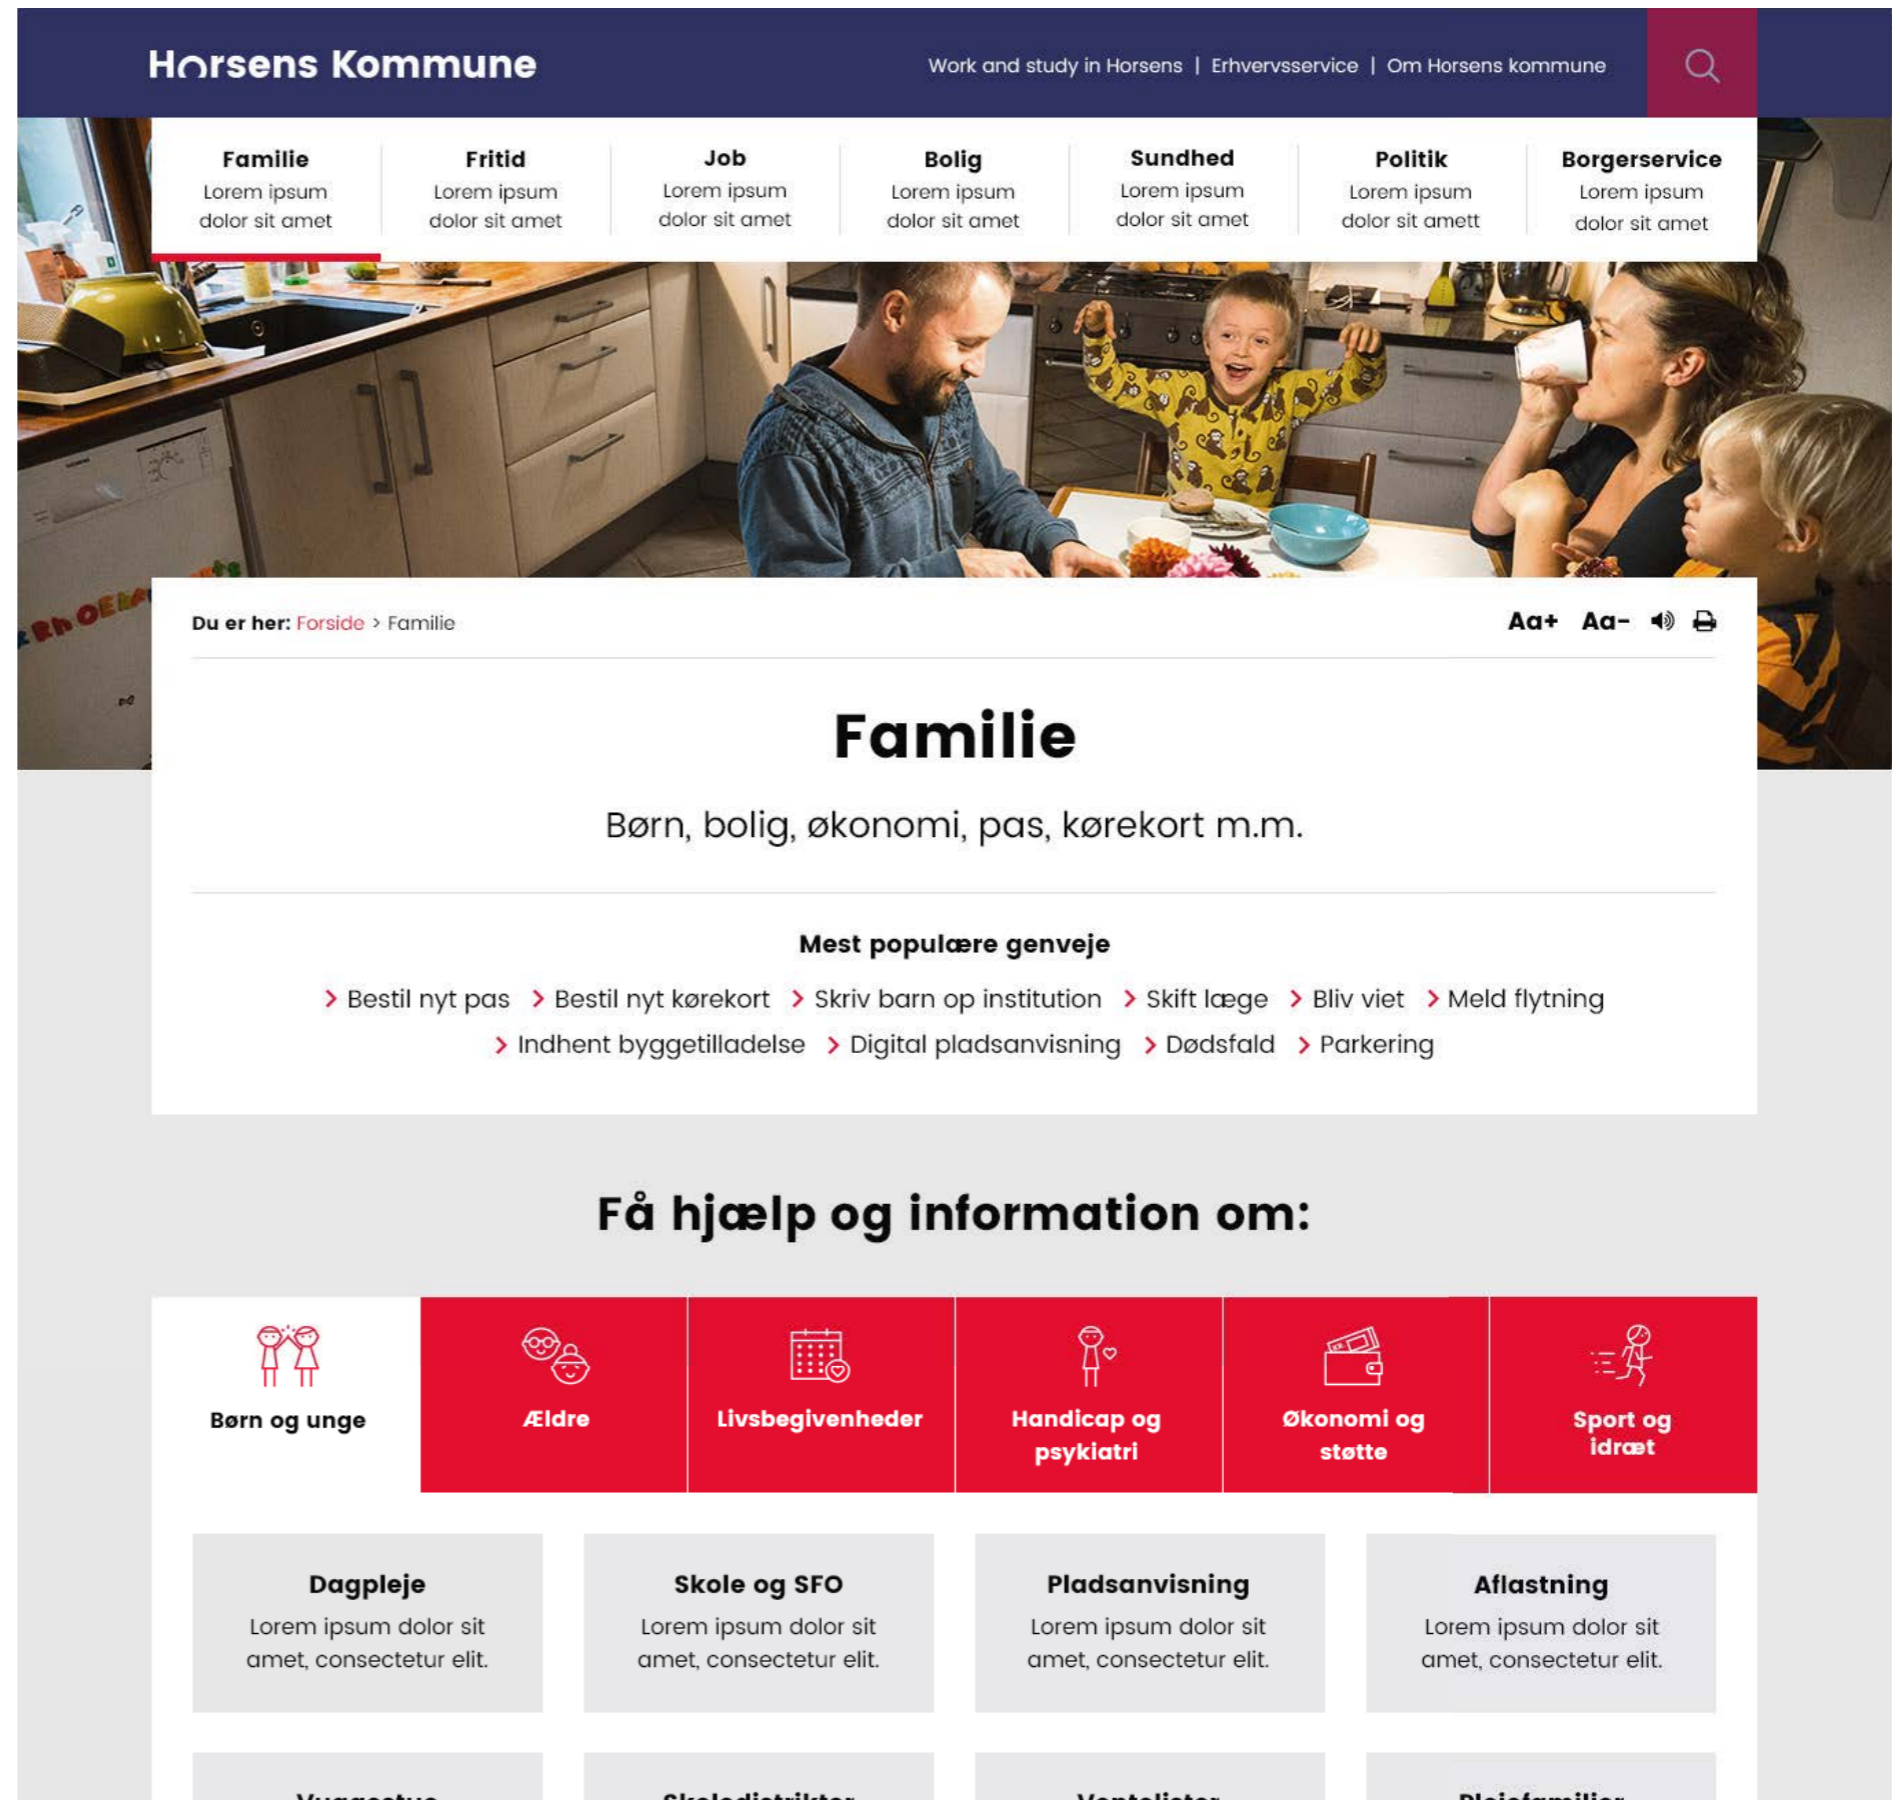 Horsens Kommune
Work and study in Horsens | Erhvervsservice | Om Horsens kommune
Familie
Lorem ipsum
dolor sit amet
Fritid
Lorem ipsum
dolor sit amet
Job
Lorem ipsum
dolor sit amet
Bolig
Lorem ipsum
dolor sit amet
Sundhed
Lorem ipsum
dolor sit amet
Politik
Lorem ipsum
dolor sit amett
Borgerservice
Lorem ipsum
dolor sit amet
Du er her: Forside > Familie
Aa+ Aa-
Familie
Børn, bolig, økonomi, pas, kørekort m.m.
Mest populære genveje
> Bestil nyt pas > Bestil nyt kørekort > Skriv barn op institution > Skift læge > Bliv viet > Meld flytning
> Indhent byggetilladelse > Digital pladsanvisning > Dødsfald > Parkering
Få hjælp og information om:
Børn og unge
Ældre
Livsbegivenheder
Handicap og
psykiatri
Økonomi og
støtte
Sport og
idræt
Dagpleje
Lorem ipsum dolor sit
amet, consectetur elit.
Skole og SFO
Lorem ipsum dolor sit
amet, consectetur elit.
Pladsanvisning
Lorem ipsum dolor sit
amet, consectetur elit.
Aflastning
Lorem ipsum dolor sit
amet, consectetur elit.
Vuggestue
Skoledistrikter
Ventelister
Plejefamilier